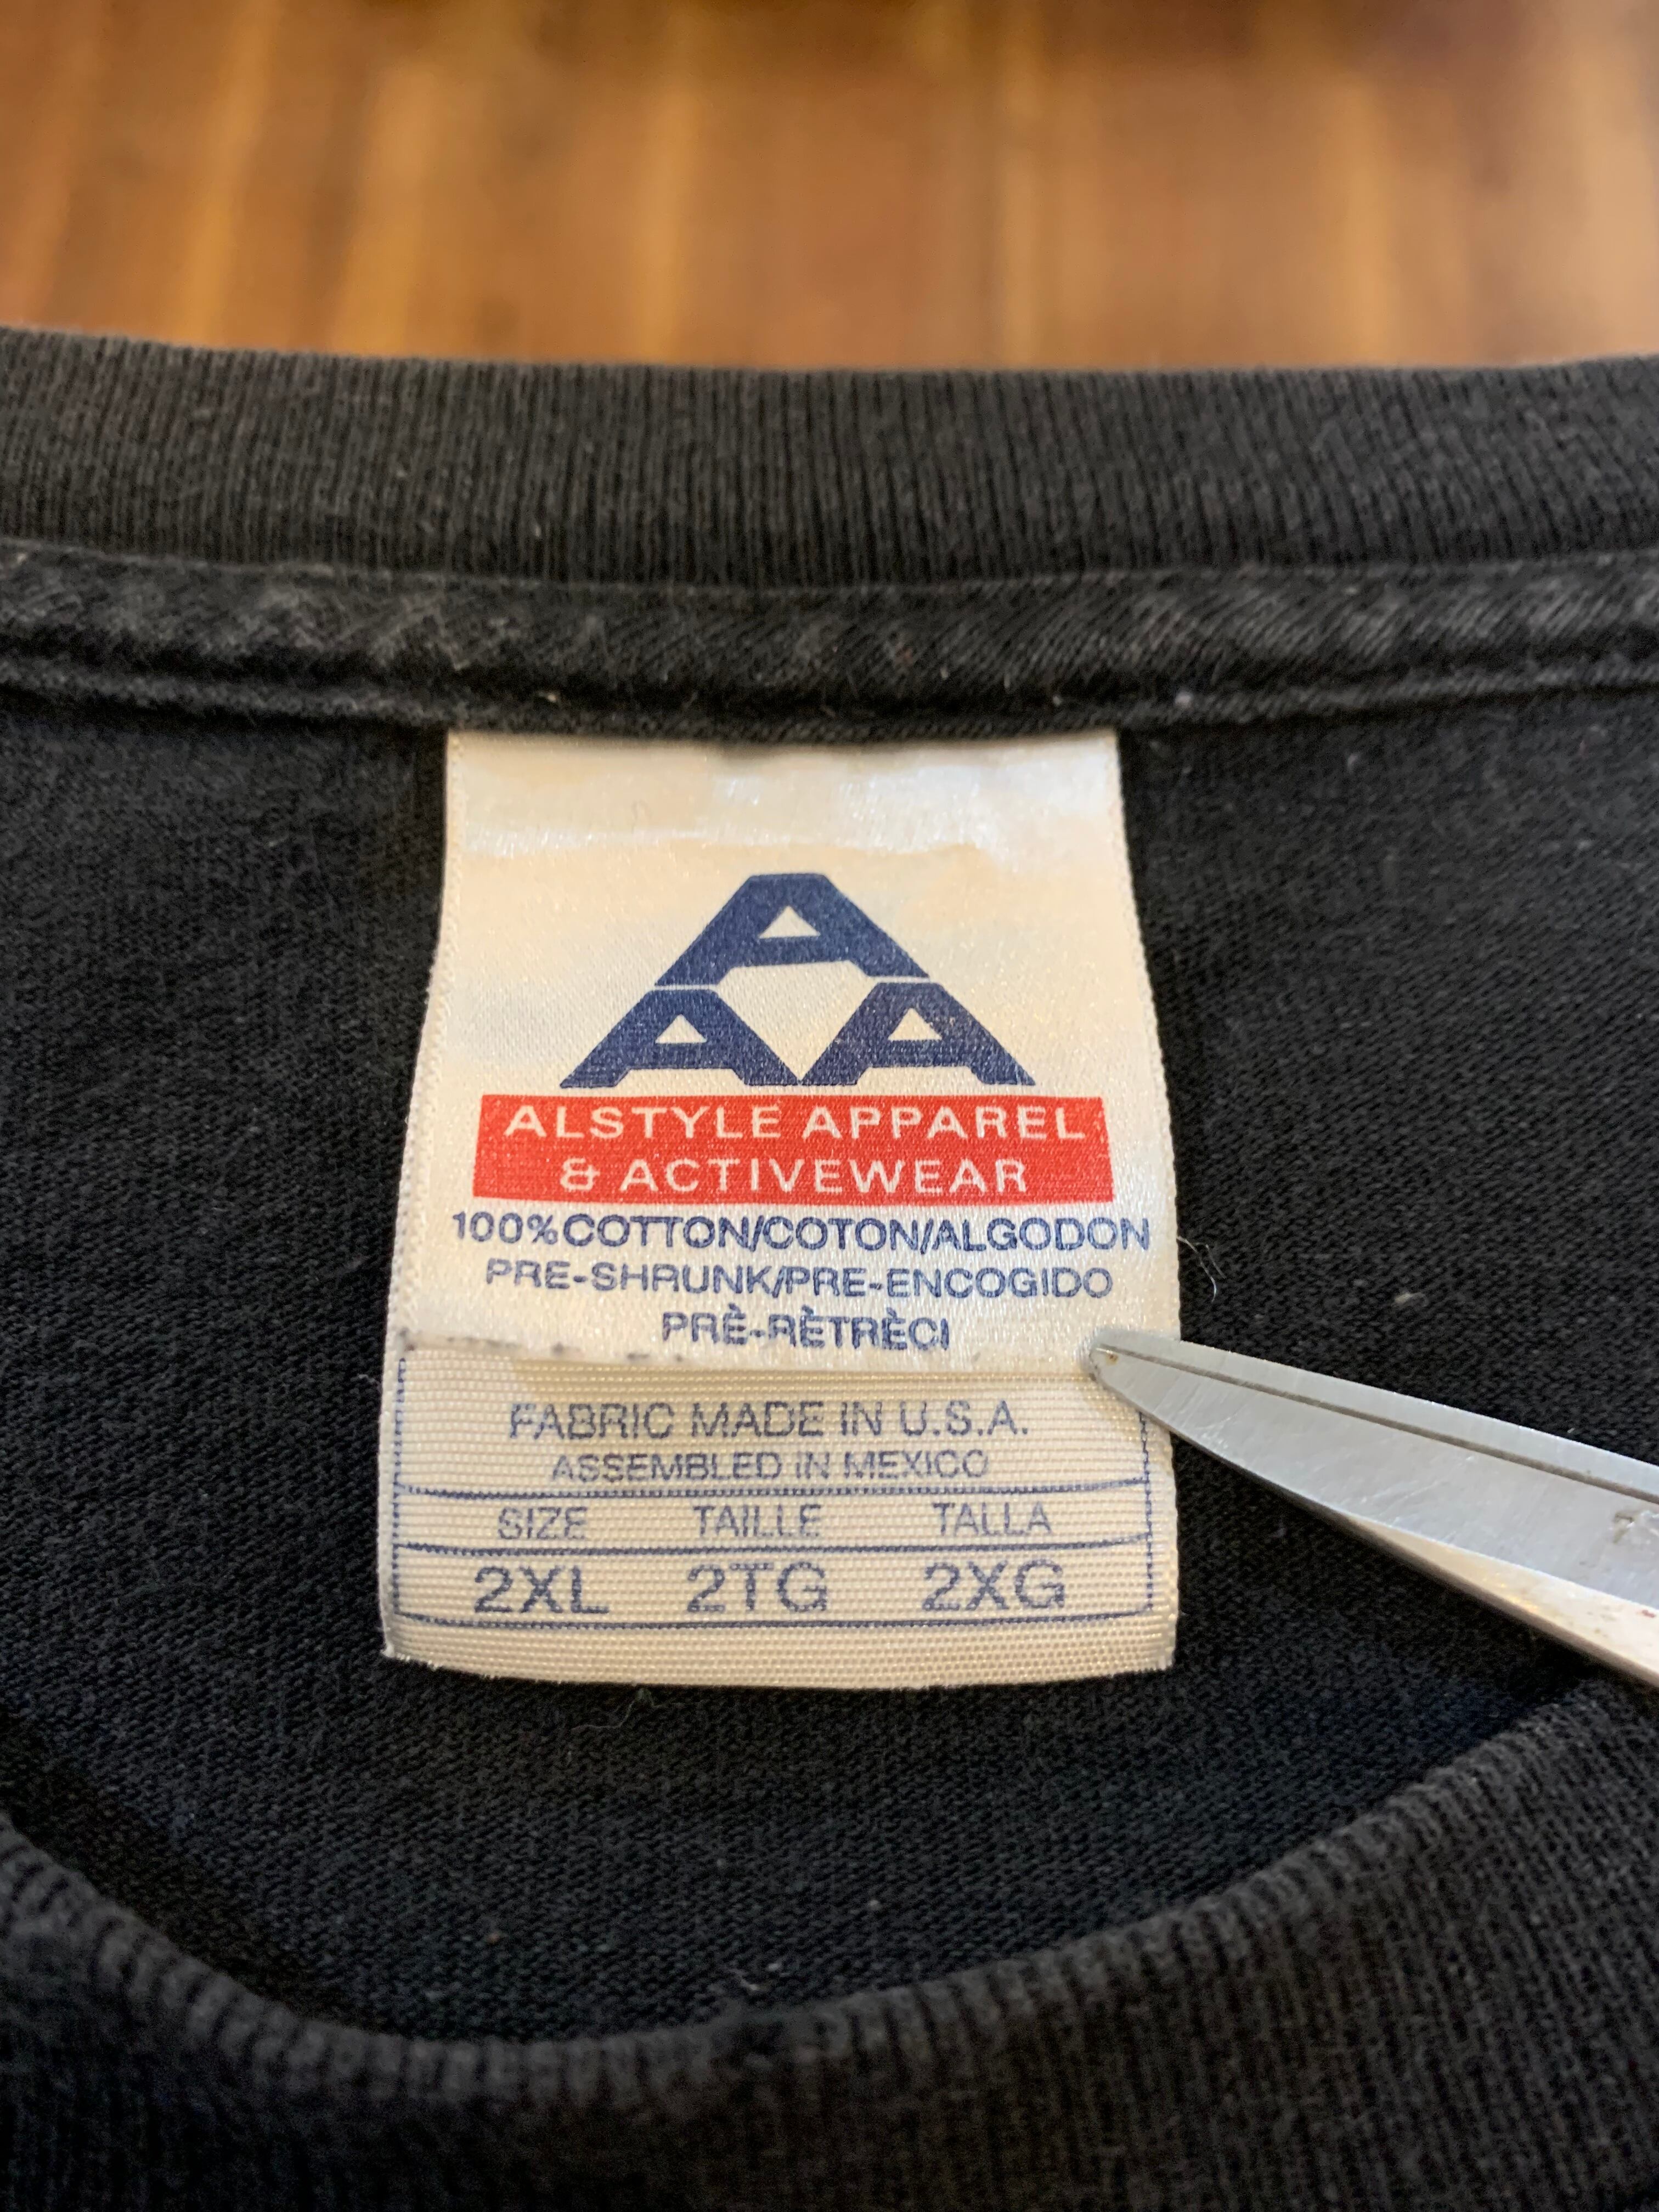 A
A A
ALSTYLE APPAREL
& ACTIVEWEAR
100% COTTON/COTON/ALGODON
PRE-SHRUNK/PRE-ENCOGIDO
PRÈ-RÈTRÈCI
FABRIC MADE IN U.S.A.
ASSEMBLED IN MEXICO
SIZE TAILLE TALLA
2XL 2TG 2XG